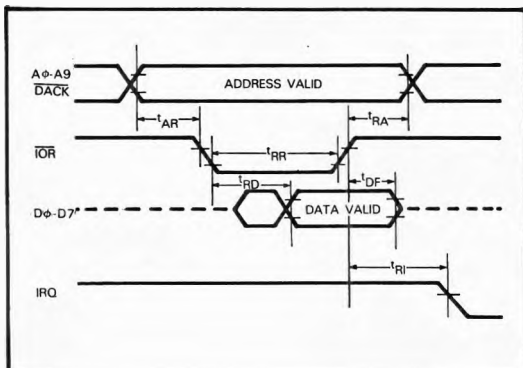 Aφ-A9
DACK
ADDRESS VALID
tAR
tRA
IOR
tRR
tRD
tDF
Dφ-D7
DATA VALID
tRI
IRQ